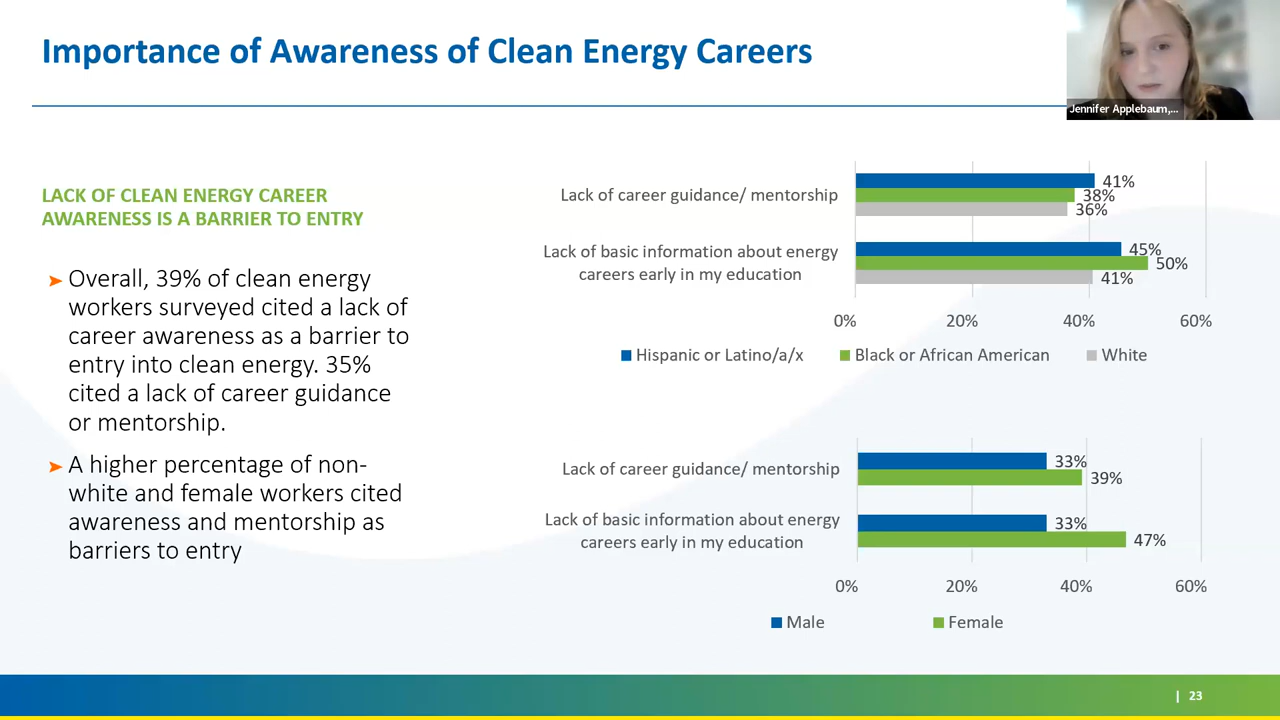 Importance of Awareness of Clean Energy Careers
Jennifer Applebaum,...
LACK OF CLEAN ENERGY CAREER
AWARENESS IS A BARRIER TO ENTRY
➤ Overall, 39% of clean energy
workers surveyed cited a lack of
career awareness as a barrier to
entry into clean energy. 35%
cited a lack of career guidance
or mentorship.
➤ A higher percentage of non-
white and female workers cited
awareness and mentorship as
barriers to entry
Lack of career guidance/ mentorship
41%
38%
36%
Lack of basic information about energy
careers early in my education
45%
50%
41%
0% 20% 40% 60%
Hispanic or Latino/a/x Black or African American White
Lack of career guidance/ mentorship
33%
39%
Lack of basic information about energy
careers early in my education
33%
47%
0% 20% 40% 60%
Male Female
| 23